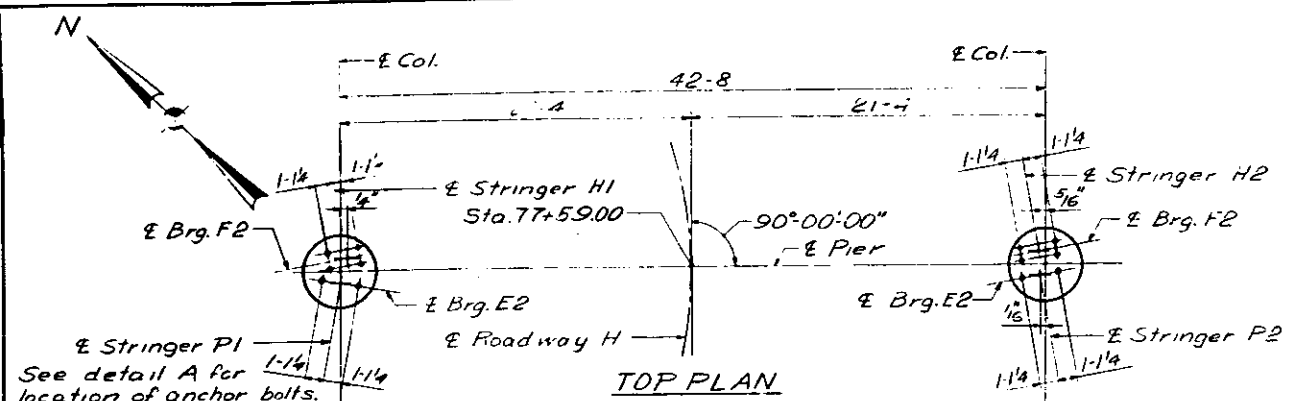 N
℄ Col.
℄ Col.
42-8
21-4
1-1¼
1-1¼
℄ Stringer H1
¼"
Sta. 77+59.00
90°-00'-00"
℄ Pier
1-1¼
1-1¼
℄ Stringer H2
5/16"
℄ Brg. F2
℄ Brg. F2
℄ Brg. E2
℄ Brg. E2
1/16"
℄ Stringer P1
℄ Roadway H
℄ Stringer P2
See detail A for
location of anchor bolts.
1-1¼
1-1¼
TOP PLAN
1-1¼
1-1¼